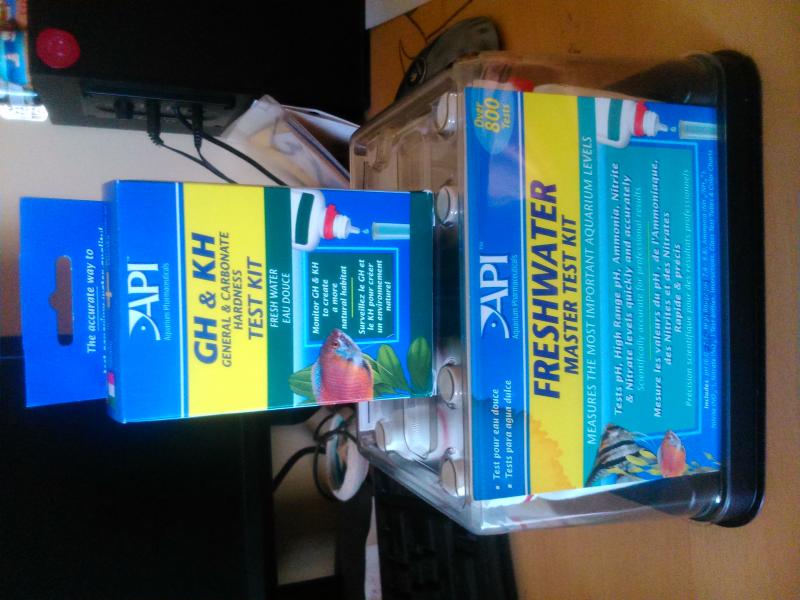 The accurate way to
API
Aquarium Pharmaceuticals
GH & KH
GENERAL & CARBONATE
HARDNESS
TEST KIT
FRESH WATER
EAU DOUCE
Monitor GH & KH
to create
a more
natural habitat
Surveillez le GH et
le KH pour créer
un environnement
naturel
• Test pour eau douce
• Tests para agua dulce
Over
800
Tests
API™
Aquarium Pharmaceuticals
FRESHWATER
MASTER TEST KIT
MEASURES THE MOST IMPORTANT AQUARIUM LEVELS
Tests pH, High Range pH, Ammonia, Nitrite
& Nitrate levels quickly and accurately
Scientifically accurate for professional results
Mesure les valeurs du pH, de l'Ammoniaque,
des Nitrites et des Nitrates
Rapide & précis
Précision scientifique pour des résultats professionnels
Includes